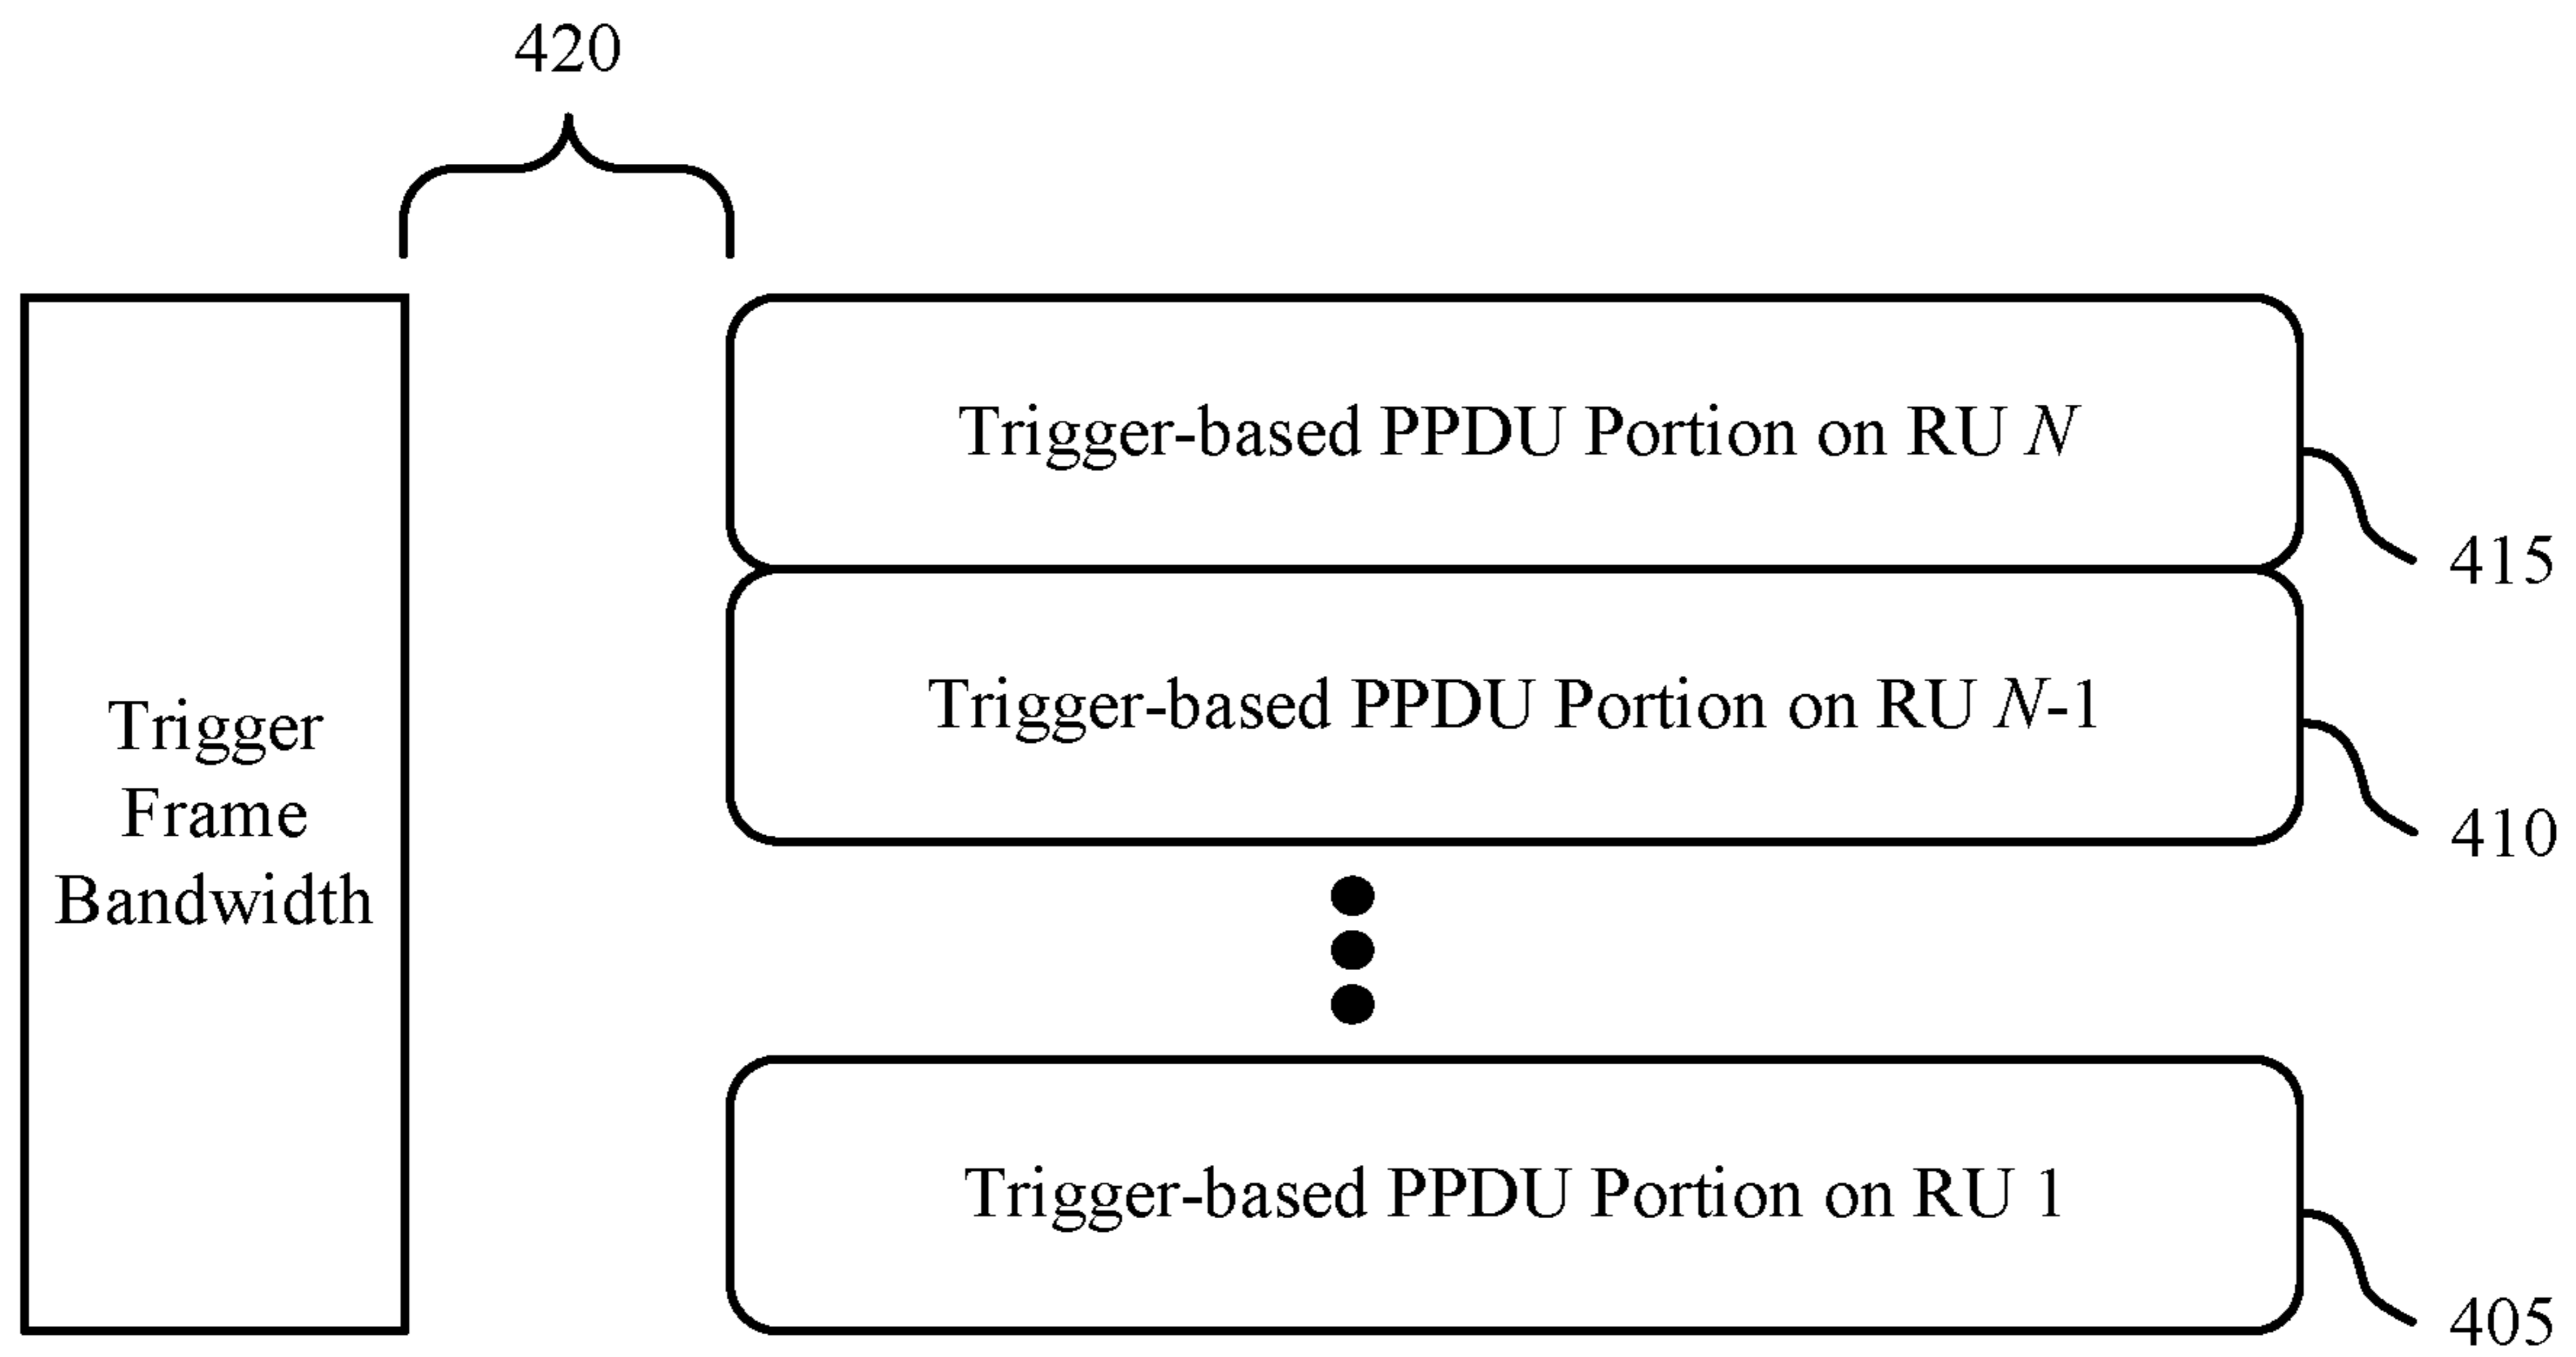 420
Trigger-based PPDU Portion on RU N
415
Trigger-based PPDU Portion on RU N-1
410
Trigger
Frame
Bandwidth
Trigger-based PPDU Portion on RU 1
405